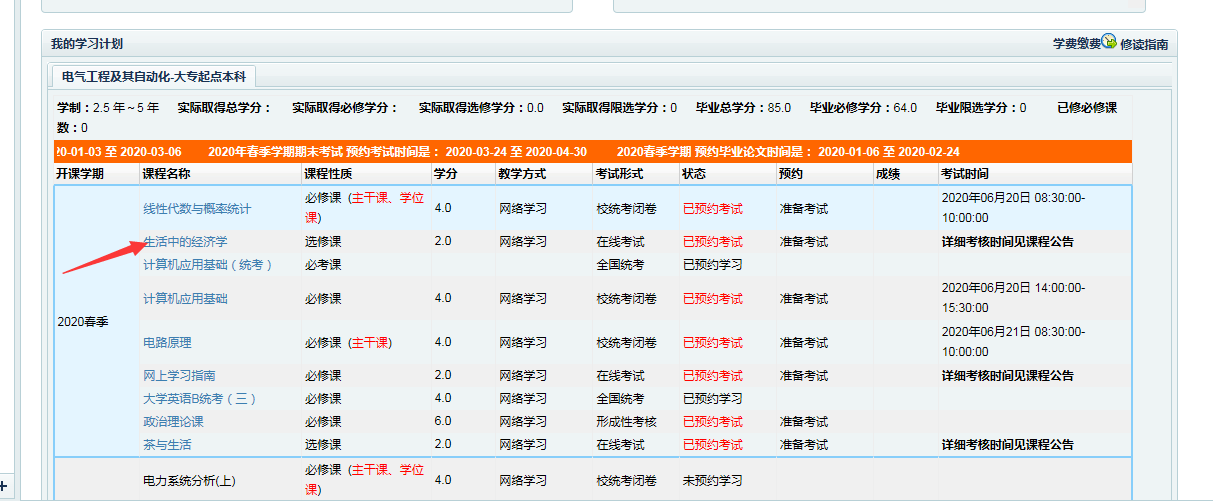 我的学习计划 学费缴费 修读指南
电气工程及其自动化-大专起点本科
学制：2.5 年～5 年 实际取得总学分： 实际取得必修学分： 实际取得选修学分：0.0 实际取得限选学分：0 毕业总学分：85.0 毕业必修学分：64.0 毕业限选学分：0 已修必修课
数：0
20-01-03 至 2020-03-06 2020年春季学期期末考试 预约考试时间是： 2020-03-24 至 2020-04-30 2020春季学期 预约毕业论文时间是： 2020-01-06 至 2020-02-24
开课学期 课程名称 课程性质 学分 教学方式 考试形式 状态 预约 成绩 考试时间
2020春季
线性代数与概率统计 必修课（主干课、学位课） 4.0 网络学习 校统考闭卷 已预约考试 准备考试 2020年06月20日 08:30:00-10:00:00
生活中的经济学 选修课 2.0 网络学习 在线考试 已预约考试 准备考试 详细考核时间见课程公告
计算机应用基础（统考） 必考课 全国统考 已预约学习
计算机应用基础 必修课 4.0 网络学习 校统考闭卷 已预约考试 准备考试 2020年06月20日 14:00:00-15:30:00
电路原理 必修课（主干课） 4.0 网络学习 校统考闭卷 已预约考试 准备考试 2020年06月21日 08:30:00-10:00:00
网上学习指南 必修课 2.0 网络学习 在线考试 已预约考试 准备考试 详细考核时间见课程公告
大学英语B统考（三） 必修课 4.0 网络学习 全国统考 已预约学习
政治理论课 必修课 6.0 网络学习 形成性考核 已预约考试 准备考试
茶与生活 选修课 2.0 网络学习 在线考试 已预约考试 准备考试 详细考核时间见课程公告
电力系统分析(上) 必修课（主干课、学位课） 4.0 网络学习 校统考闭卷 未预约学习